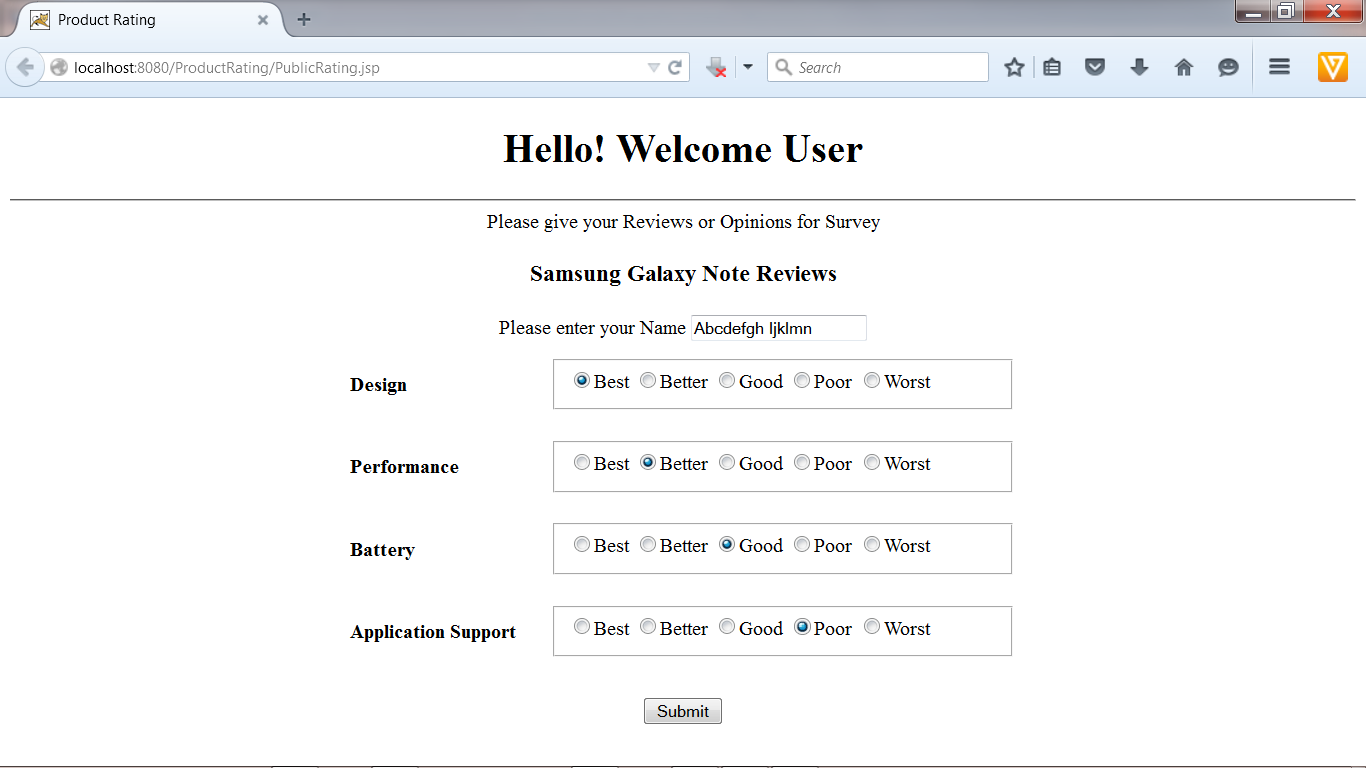 Product Rating
localhost:8080/ProductRating/PublicRating.jsp
Search
Hello! Welcome User
Please give your Reviews or Opinions for Survey
Samsung Galaxy Note Reviews
Please enter your Name Abcdefgh Ijklmn
Design Best Better Good Poor Worst
Performance Best Better Good Poor Worst
Battery Best Better Good Poor Worst
Application Support Best Better Good Poor Worst
Submit